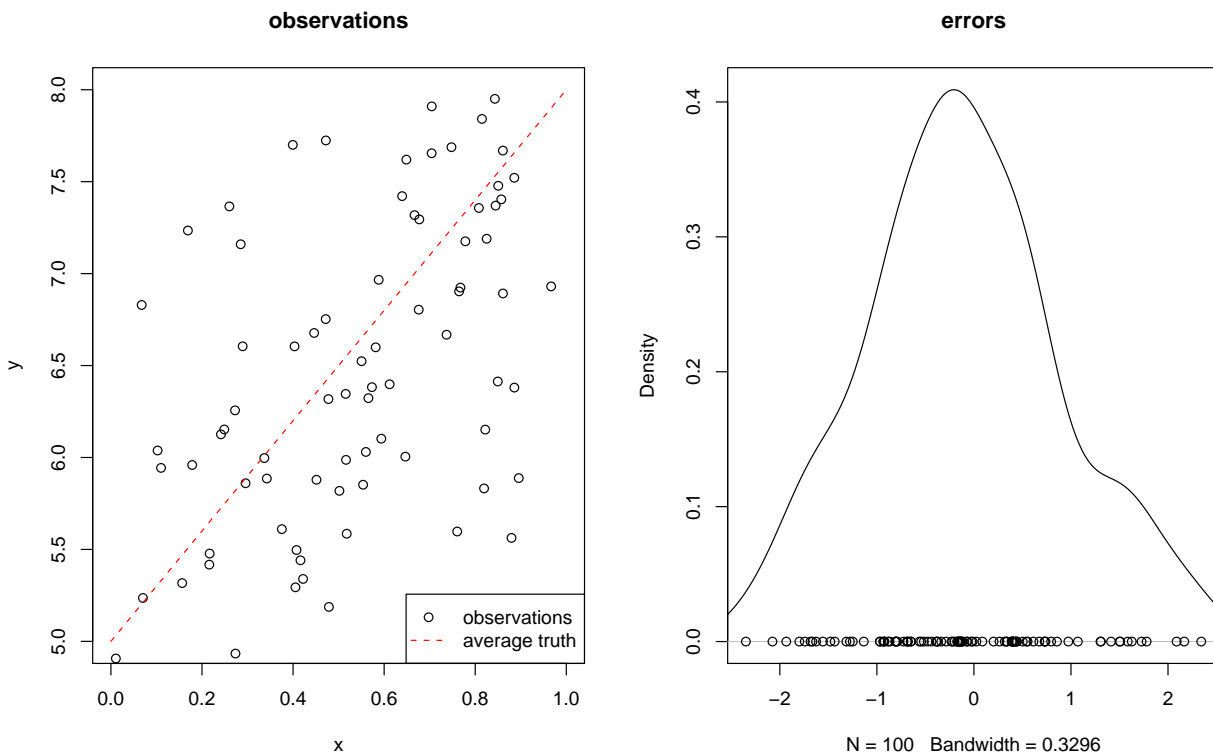 observations
y
8.0
7.5
7.0
6.5
6.0
5.5
5.0
0.0 0.2 0.4 0.6 0.8 1.0
x
observations
average truth
errors
Density
0.4
0.3
0.2
0.1
0.0
−2 −1 0 1 2
N = 100 Bandwidth = 0.3296